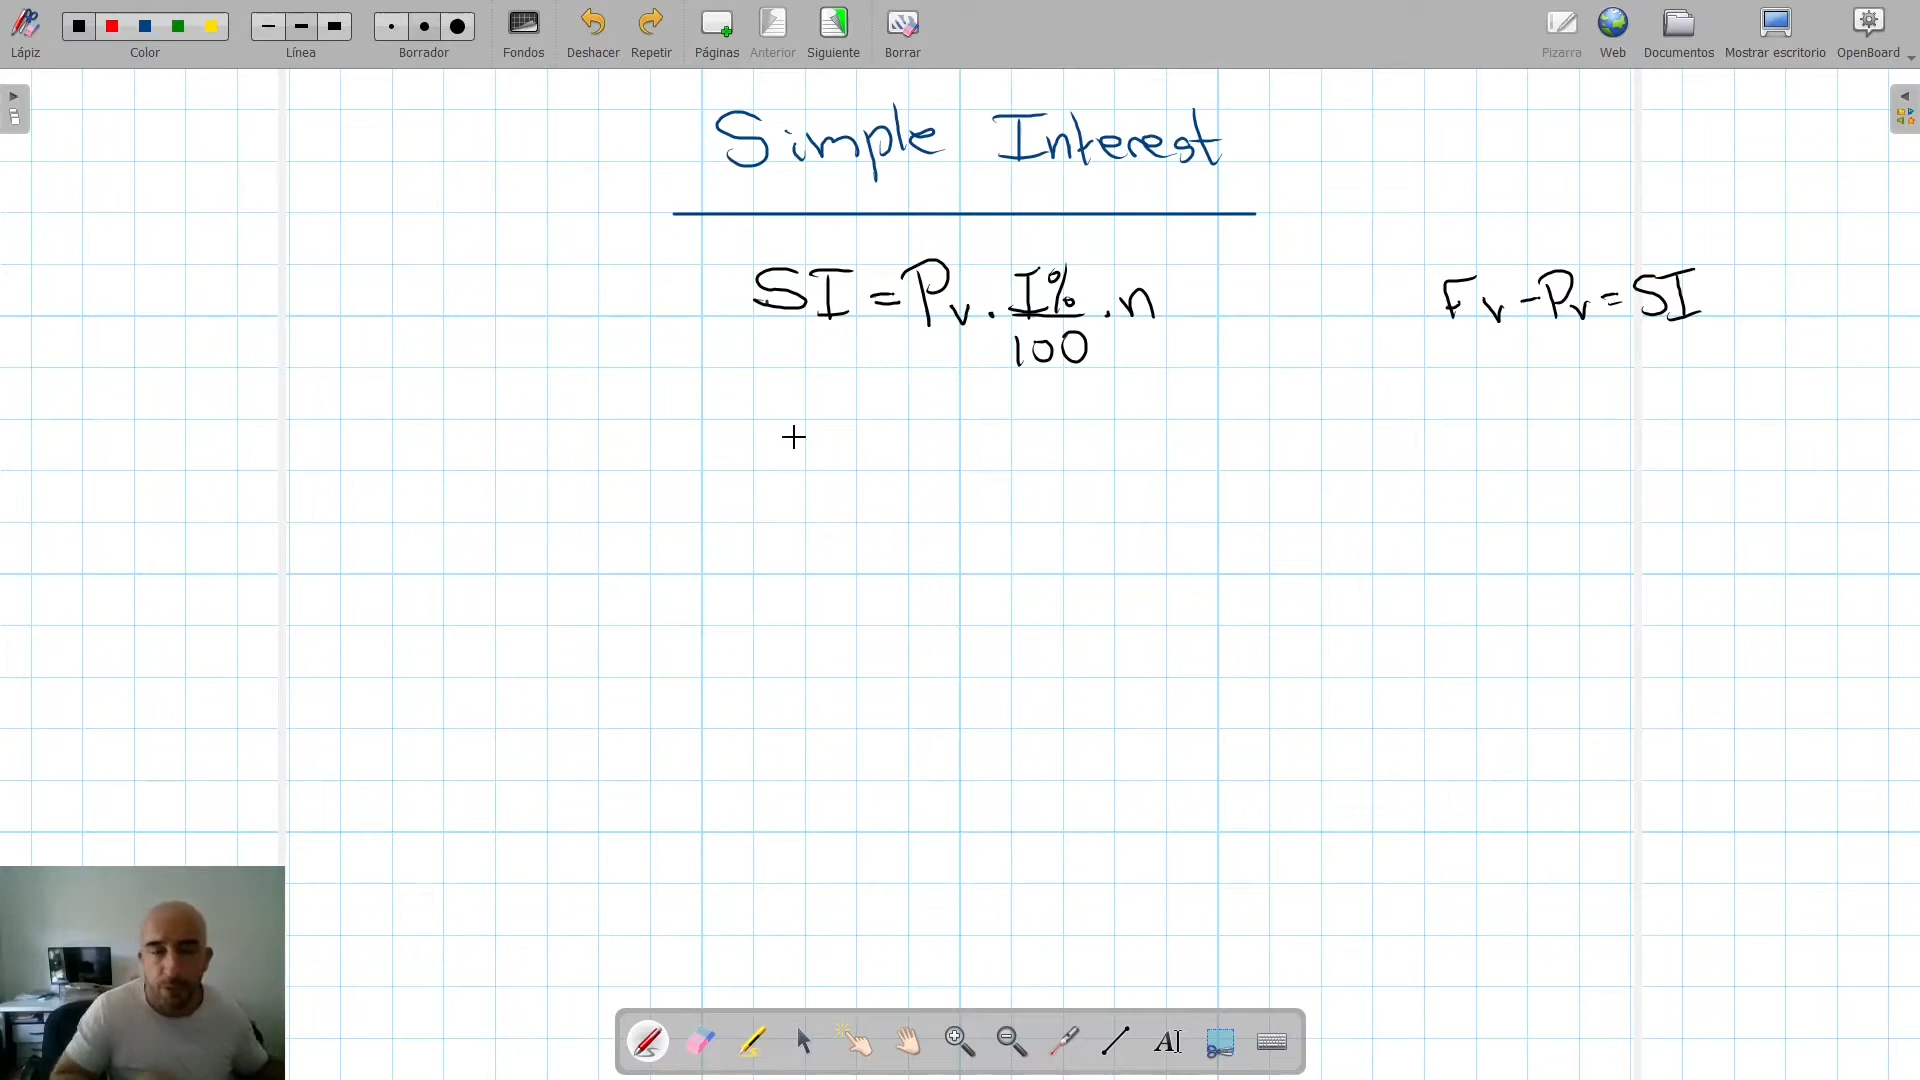 Lápiz Color Línea Borrador Fondos Deshacer Repetir Páginas Anterior Siguiente Borrar Pizarra Web Documentos Mostrar escritorio OpenBoard
Simple Interest
SI = Pv . I% / 100 . n
Fv - Pv = SI